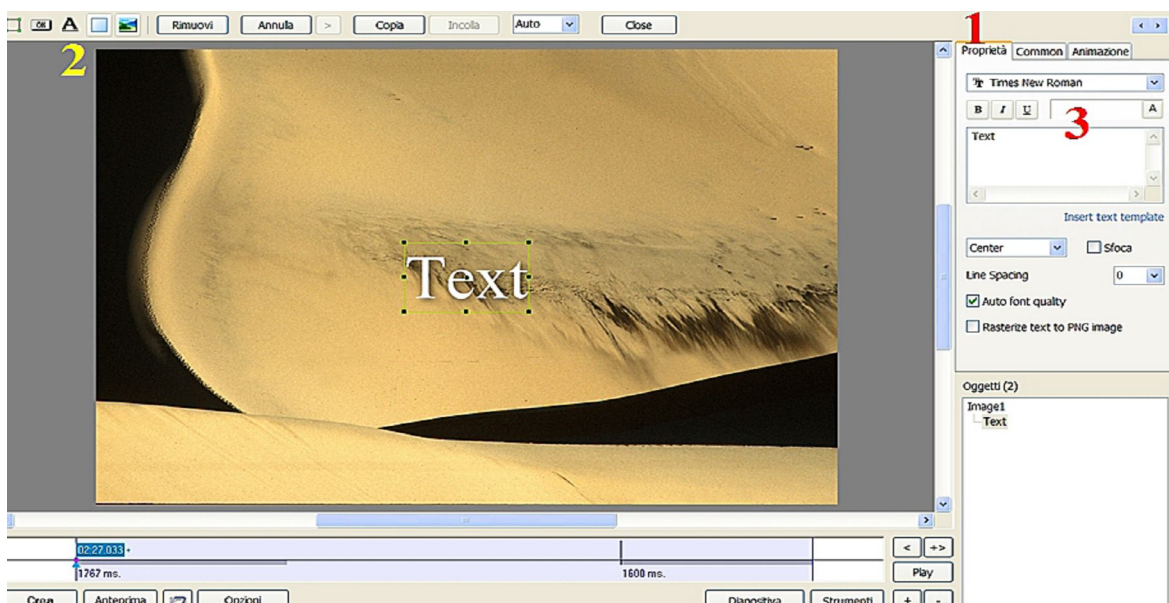 OK A Rimuovi Annula > Copia Incolla Auto Close
1
2
Proprietà Common Animazione
Times New Roman
B I U A
3
Text
Insert text template
Center Sfoca
Line Spacing 0
Auto font quality
Rasterize text to PNG image
Text
Oggetti (2)
Image1
Text
02:27.033
1767 ms. 1600 ms.
< +>
Play
Crea Anteprima Opzioni Diapositiva Strumenti + -